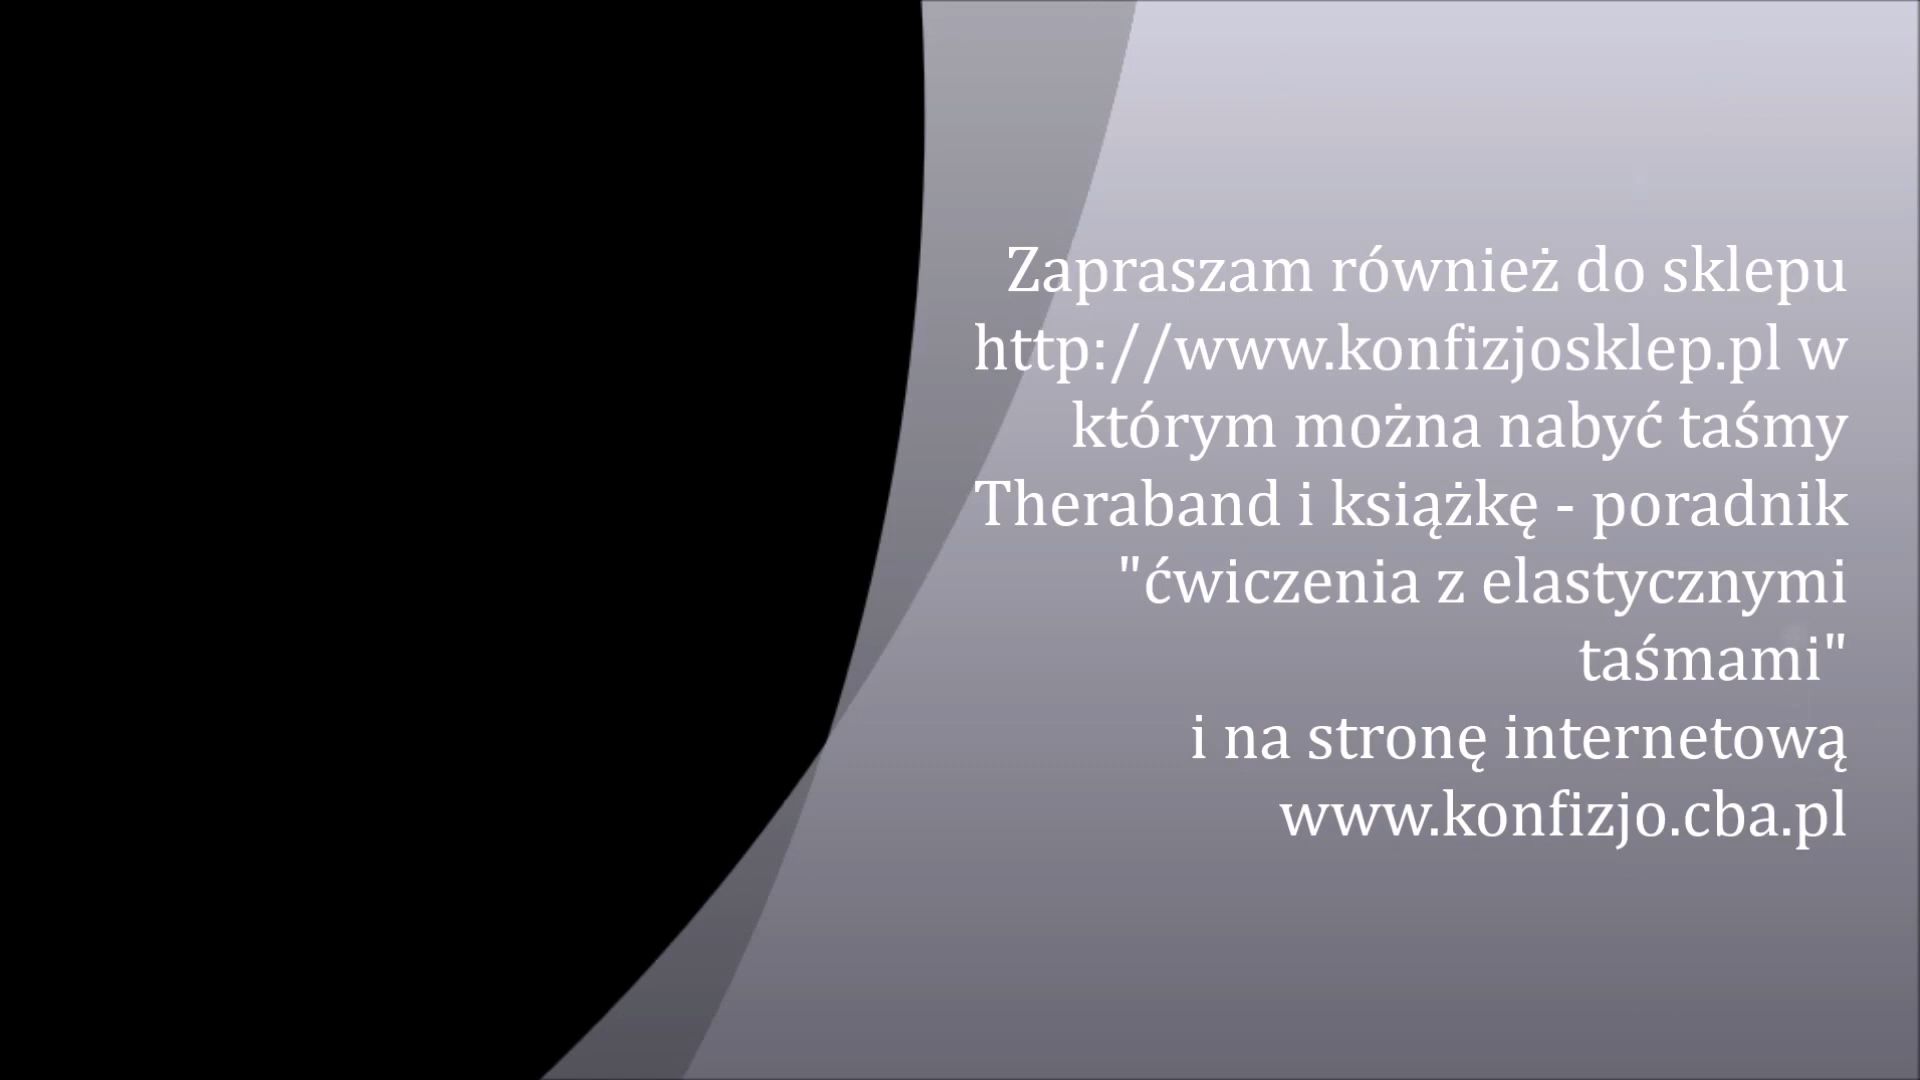 Zapraszam również do sklepu
http://www.konfizjosklep.pl w
którym można nabyć taśmy
Theraband i książkę - poradnik
"ćwiczenia z elastycznymi
taśmami"
i na stronę internetową
www.konfizjo.cba.pl